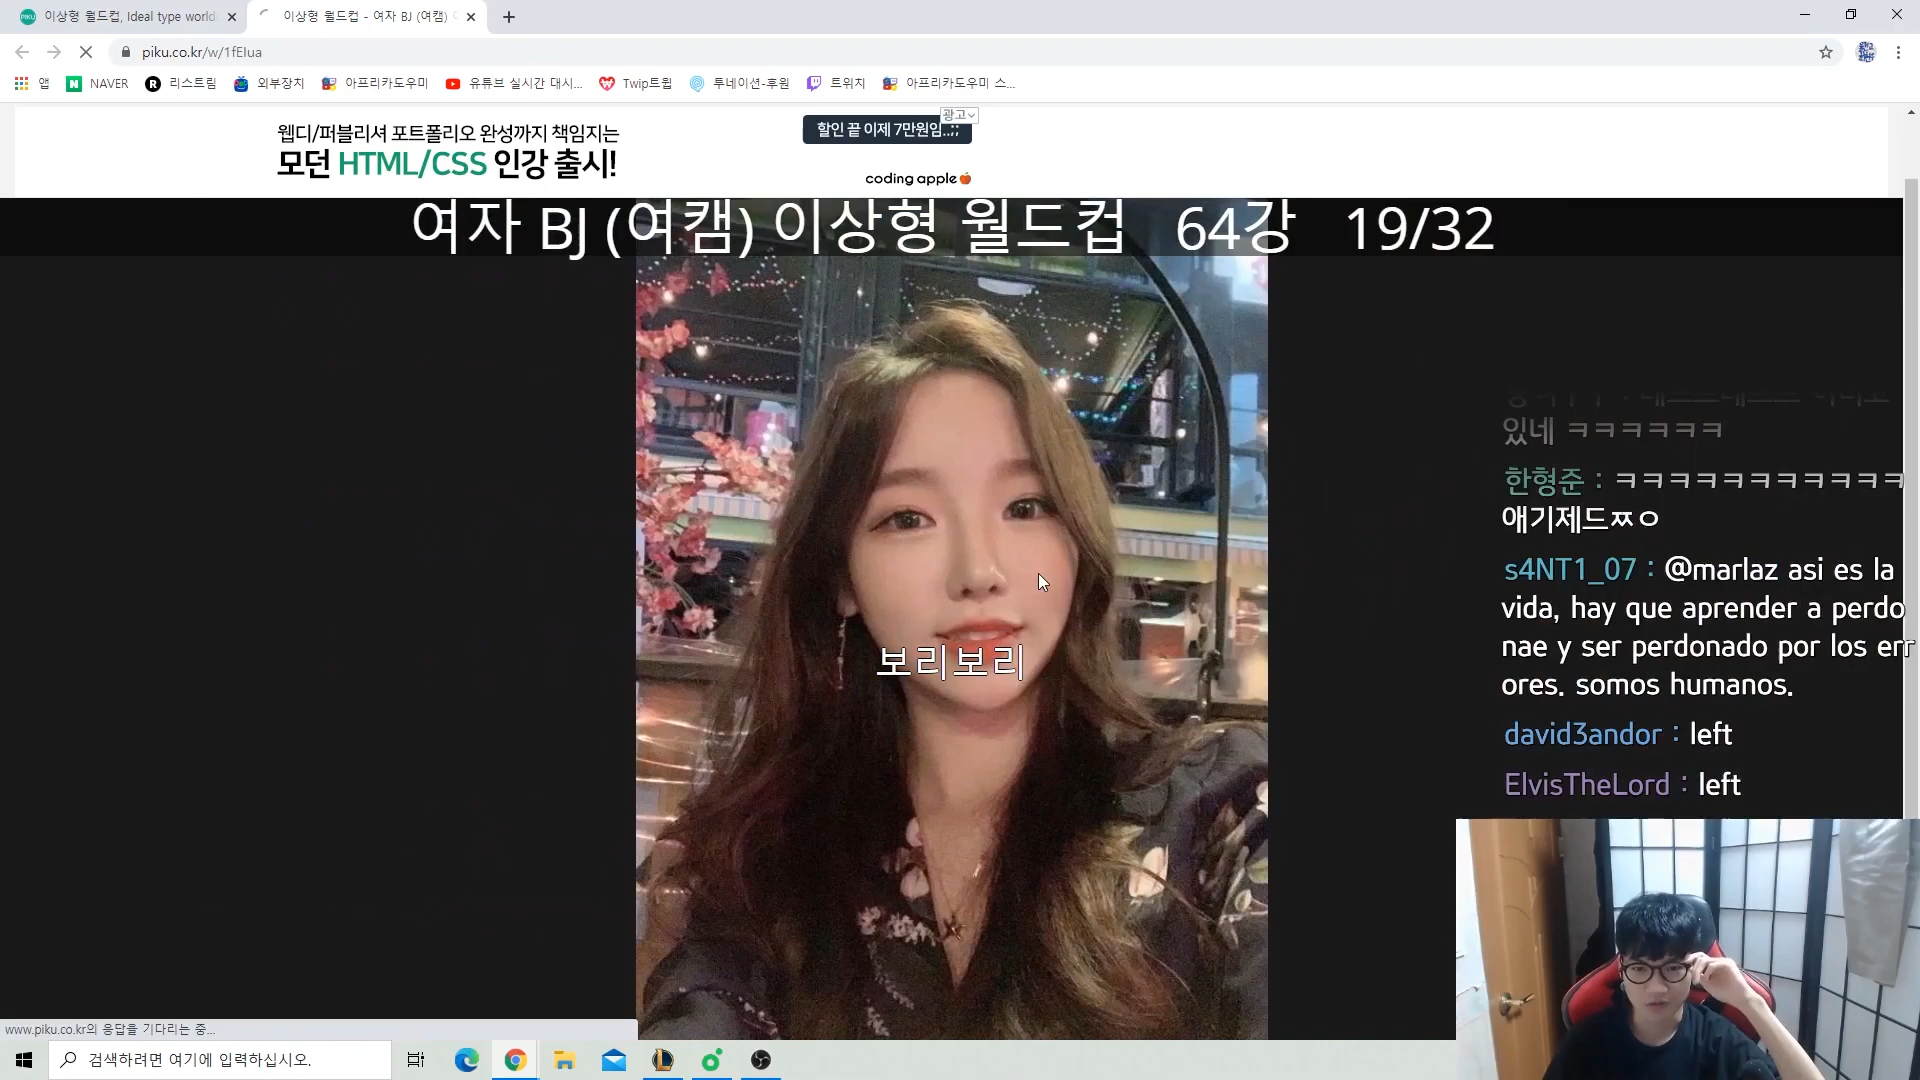 이상형 월드컵, Ideal type world
이상형 월드컵 - 여자 BJ (여캠)
piku.co.kr/w/1fEIua
앱 NAVER 리스트림 외부장치 아프리카도우미 유튜브 실시간 대시... Twip트윕 투네이션-후원 트위치 아프리카도우미 스...
광고
웹디/퍼블리셔 포트폴리오 완성까지 책임지는
모던 HTML/CSS 인강 출시!
할인 끝 이제 7만원임..;;
coding apple
여자 BJ (여캠) 이상형 월드컵 64강 19/32
보리보리
있네 ㅋㅋㅋㅋㅋㅋ
한형준 : ㅋㅋㅋㅋㅋㅋㅋㅋㅋㅋㅋ
애기제드ㅉㅇ
s4NT1_07 : @marlaz asi es la
vida, hay que aprender a perdo
nae y ser perdonado por los err
ores. somos humanos.
david3andor : left
ElvisTheLord : left
www.piku.co.kr의 응답을 기다리는 중...
검색하려면 여기에 입력하십시오.